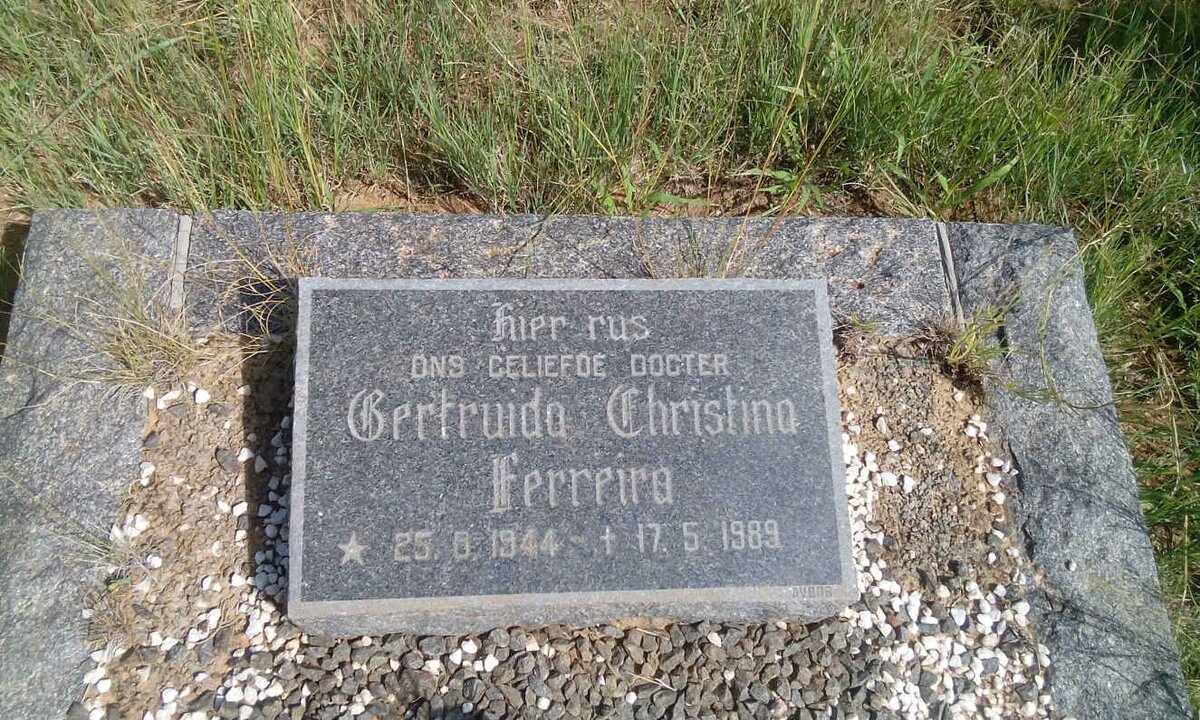 Hier rus
ONS GELIEFDE DOGTER
Gertruida Christina
Ferreira
25. 8. 1944 - † 17. 5. 1989